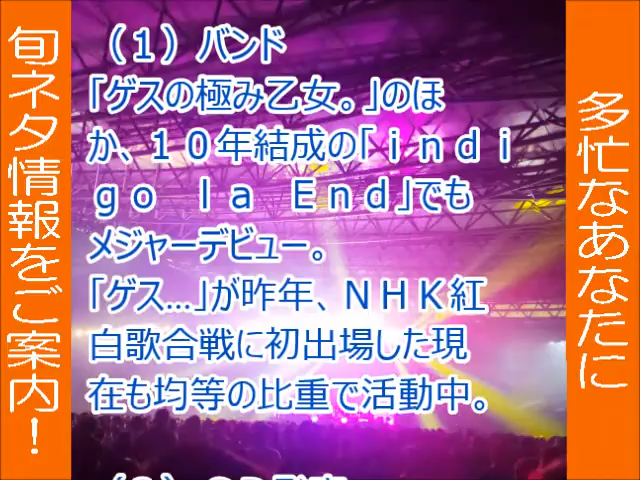 多忙なあなたに
旬ネタ情報をご案内！
（１）バンド
「ゲスの極み乙女。」のほ
か、１０年結成の「ｉｎｄｉ
ｇｏ　ｌａ　Ｅｎｄ」でも
メジャーデビュー。
「ゲス…」が昨年、ＮＨＫ紅
白歌合戦に初出場した現
在も均等の比重で活動中。